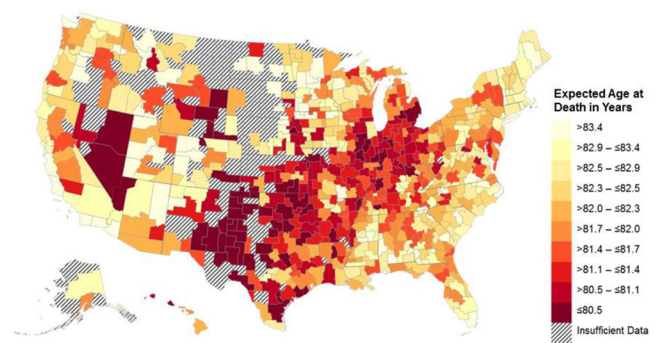 Expected Age at
Death in Years
>83.4
>82.9 – ≤83.4
>82.5 – ≤82.9
>82.3 – ≤82.5
>82.0 – ≤82.3
>81.7 – ≤82.0
>81.4 – ≤81.7
>81.1 – ≤81.4
>80.5 – ≤81.1
≤80.5
Insufficient Data